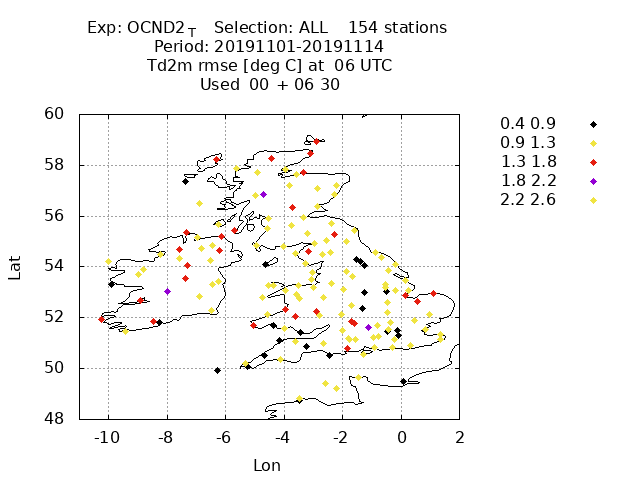 Exp: OCND2 T Selection: ALL 154 stations
Period: 20191101-20191114
Td2m rmse [deg C] at 06 UTC
Used 00 + 06 30
0.4 0.9
0.9 1.3
1.3 1.8
1.8 2.2
2.2 2.6
60
58
56
54
52
50
48
Lat
-10 -8 -6 -4 -2 0 2
Lon